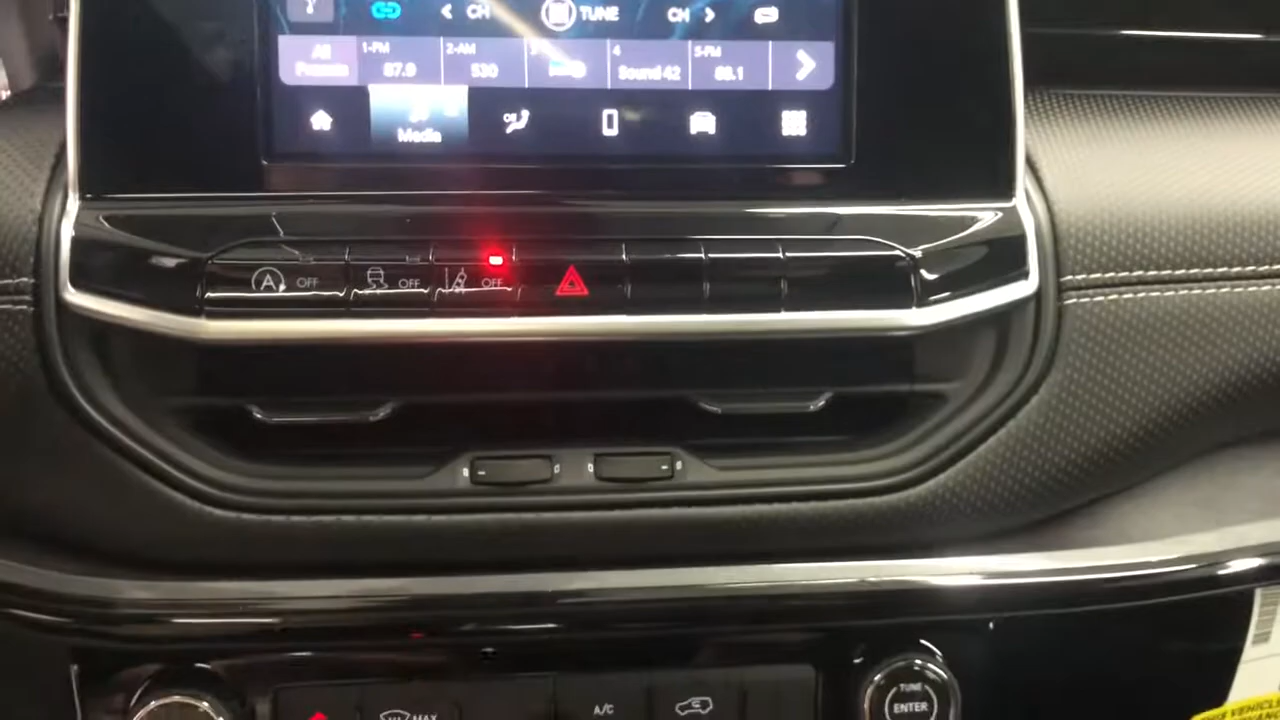 CH TUNE CH
All 1-FM 2-AM 4 5-FM
Presets 87.9 530 Sound 42 88.1
Media
A OFF OFF OFF
A/C
MAX
TUNE
ENTER
VEHICL